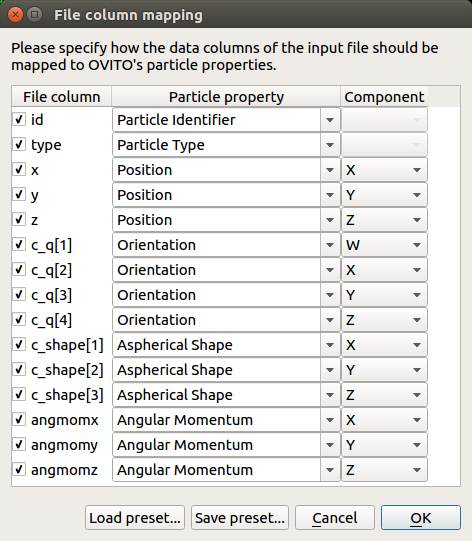 File column mapping
Please specify how the data columns of the input file should be
mapped to OVITO's particle properties.
File column Particle property Component
id Particle Identifier
type Particle Type
x Position X
y Position Y
z Position Z
c_q[1] Orientation W
c_q[2] Orientation X
c_q[3] Orientation Y
c_q[4] Orientation Z
c_shape[1] Aspherical Shape X
c_shape[2] Aspherical Shape Y
c_shape[3] Aspherical Shape Z
angmomx Angular Momentum X
angmomy Angular Momentum Y
angmomz Angular Momentum Z
Load preset... Save preset... Cancel OK